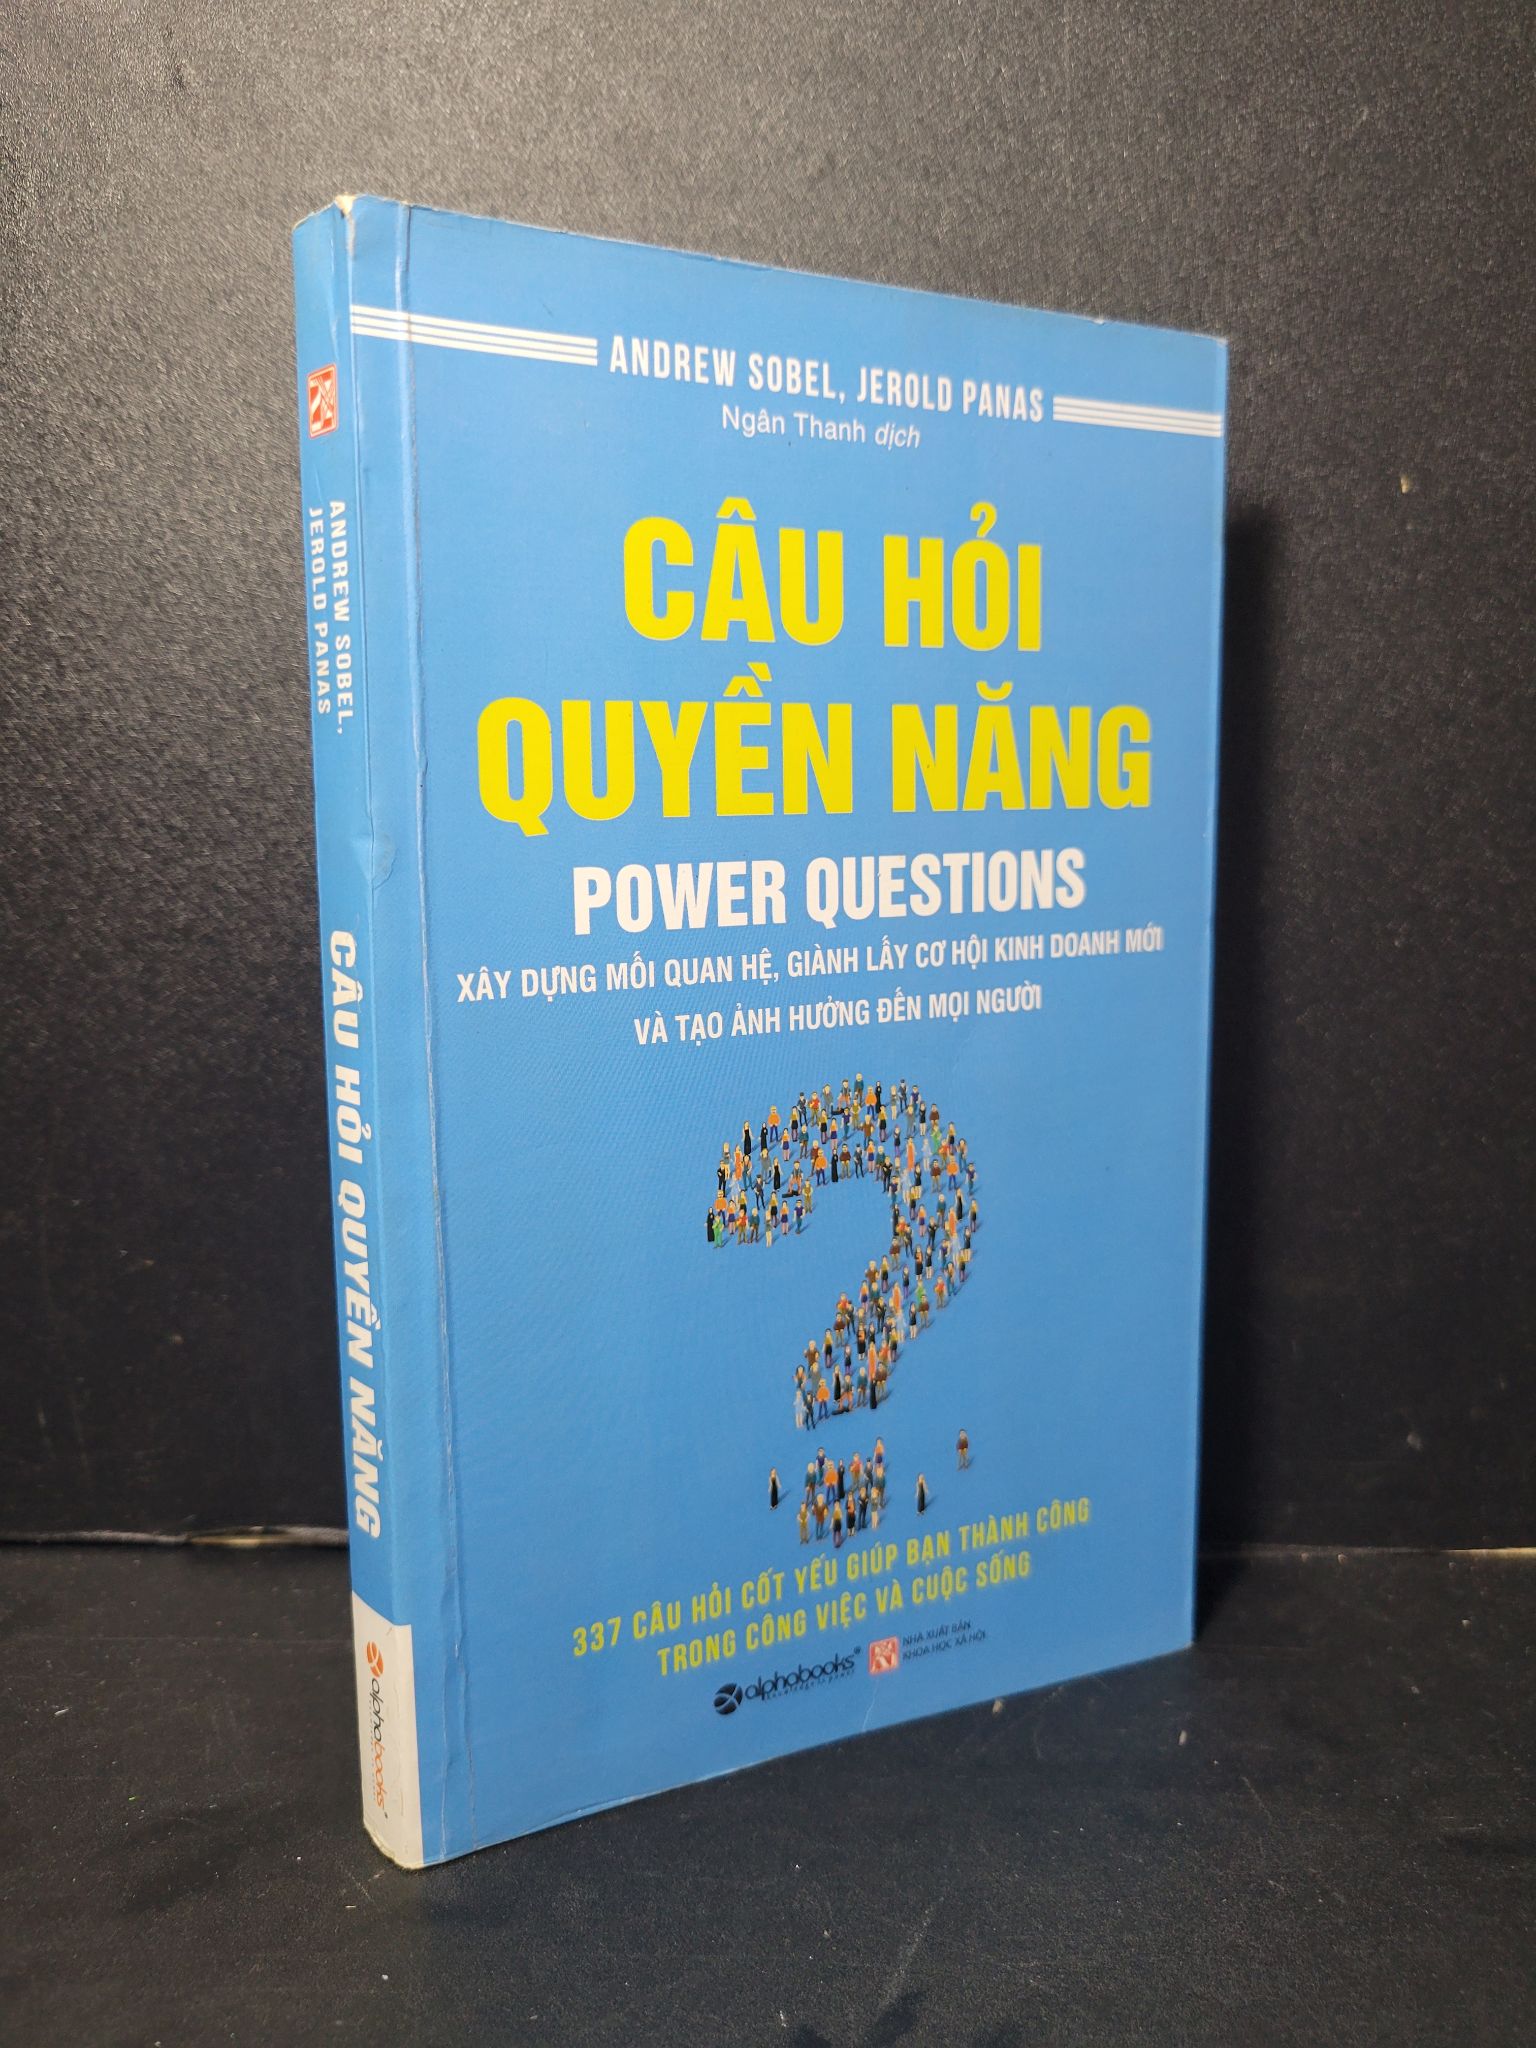 ANDREW SOBEL, JEROLD PANAS
Ngân Thanh dịch
CÂU HỎI
QUYỀN NĂNG
POWER QUESTIONS
XÂY DỰNG MỐI QUAN HỆ, GIÀNH LẤY CƠ HỘI KINH DOANH MỚI
VÀ TẠO ẢNH HƯỞNG ĐẾN MỌI NGƯỜI
337 CÂU HỎI CỐT YẾU GIÚP BẠN THÀNH CÔNG
TRONG CÔNG VIỆC VÀ CUỘC SỐNG
alphabooks®
knowledge is power
NHÀ XUẤT BẢN
KHOA HỌC XÃ HỘI
ANDREW SOBEL,
JEROLD PANAS
CÂU HỎI QUYỀN NĂNG
alphabooks®